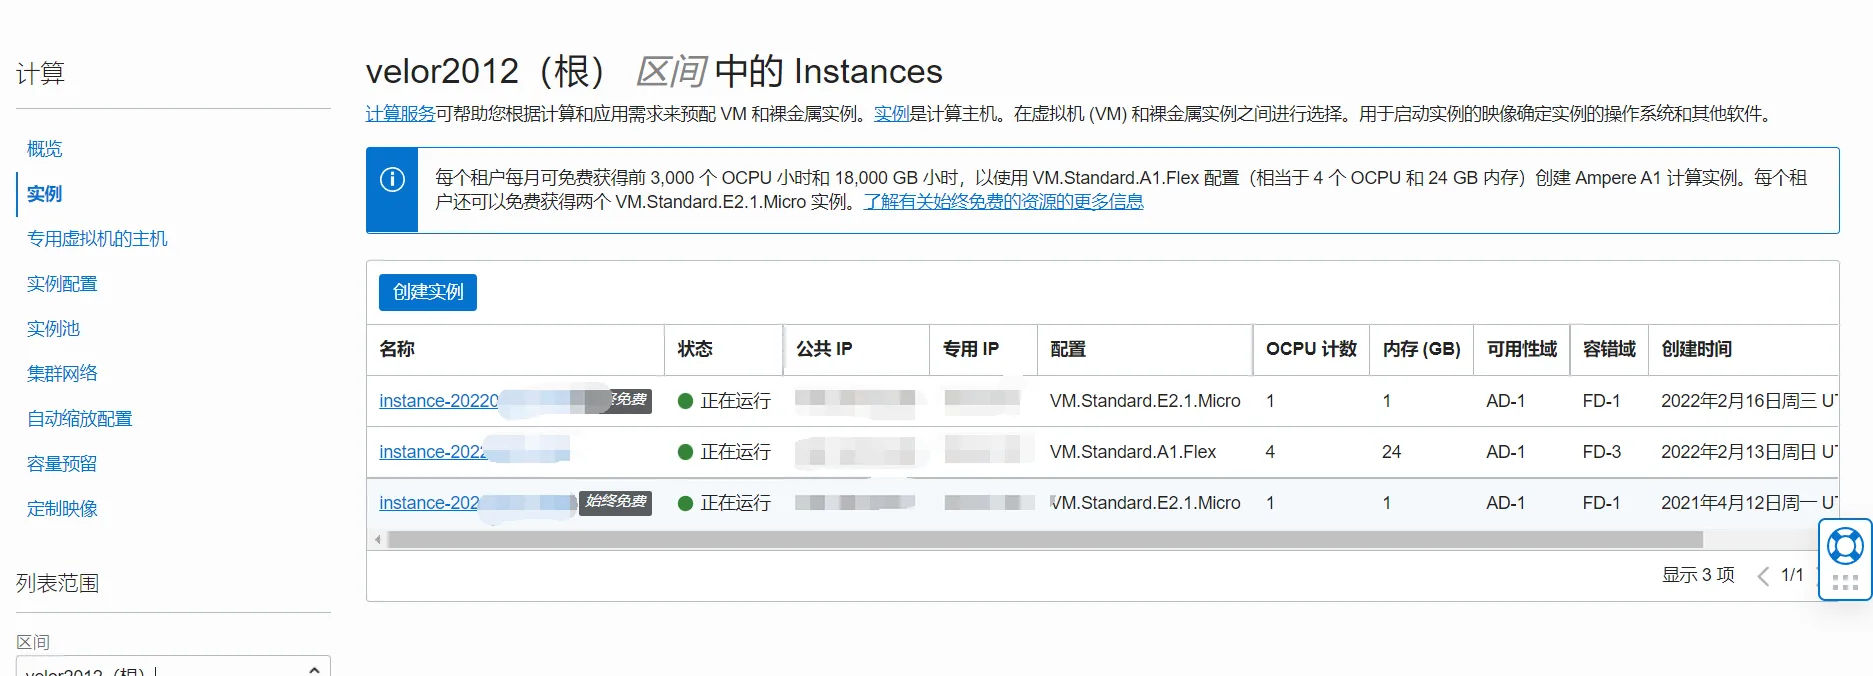 计算
概览
实例
专用虚拟机的主机
实例配置
实例池
集群网络
自动缩放配置
容量预留
定制映像
列表范围
区间
velor2012（根）
velor2012（根） 区间 中的 Instances
计算服务可帮助您根据计算和应用需求来预配 VM 和裸金属实例。实例是计算主机。在虚拟机 (VM) 和裸金属实例之间进行选择。用于启动实例的映像确定实例的操作系统和其他软件。
每个租户每月可免费获得前 3,000 个 OCPU 小时和 18,000 GB 小时，以使用 VM.Standard.A1.Flex 配置（相当于 4 个 OCPU 和 24 GB 内存）创建 Ampere A1 计算实例。每个租
户还可以免费获得两个 VM.Standard.E2.1.Micro 实例。了解有关始终免费的资源的更多信息
创建实例
名称 状态 公共 IP 专用 IP 配置 OCPU 计数 内存 (GB) 可用性域 容错域 创建时间
instance-20220 终免费 正在运行 VM.Standard.E2.1.Micro 1 1 AD-1 FD-1 2022年2月16日周三
instance-202 正在运行 VM.Standard.A1.Flex 4 24 AD-1 FD-3 2022年2月13日周日
instance-202 始终免费 正在运行 VM.Standard.E2.1.Micro 1 1 AD-1 FD-1 2021年4月12日周一
显示 3 项 1/1